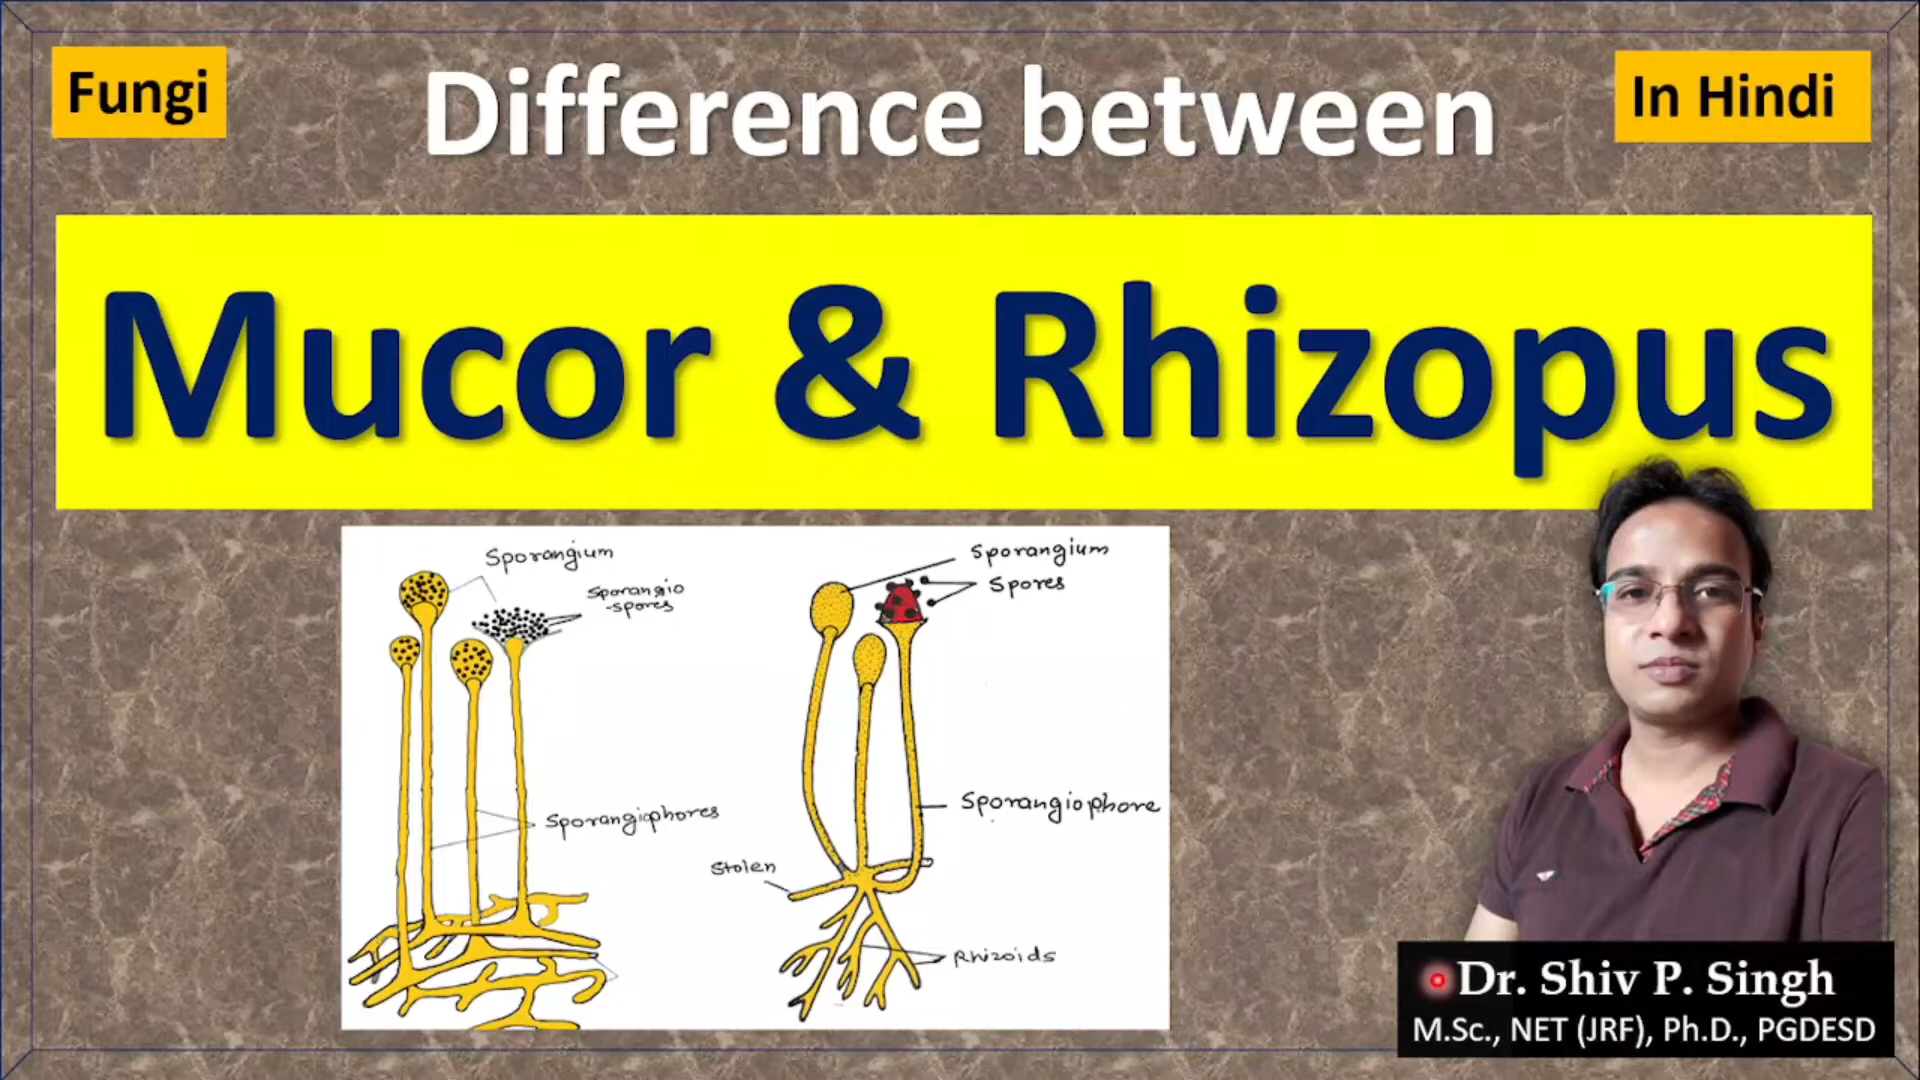 Fungi
Difference between
In Hindi
Mucor & Rhizopus
Sporangium
Sporangio
-spores
Sporangiophores
Sporangium
Spores
Sporangiophore
Stolen
Rhizoids
Dr. Shiv P. Singh
M.Sc., NET (JRF), Ph.D., PGDESD